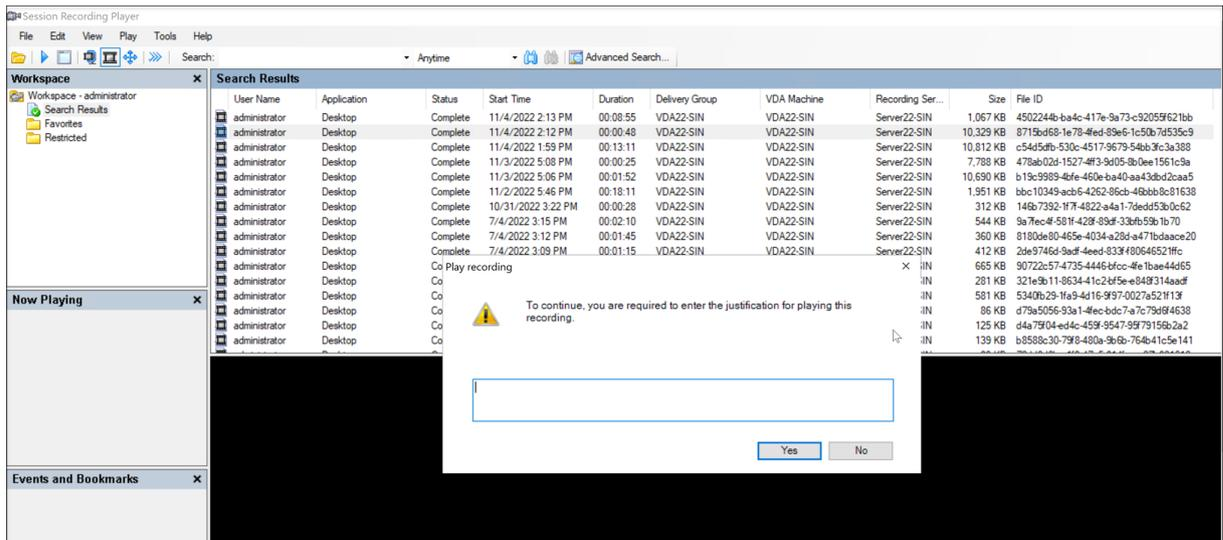 Session Recording Player
File Edit View Play Tools Help
Search: Anytime Advanced Search...
Workspace
Workspace - administrator
Search Results
Favorites
Restricted
Now Playing
Events and Bookmarks
Search Results
User Name Application Status Start Time Duration Delivery Group VDA Machine Recording Ser... Size File ID
administrator Desktop Complete 11/4/2022 2:13 PM 00:08:55 VDA22-SIN VDA22-SIN Server22-SIN 1,067 KB 4502244b-ba4c-417e-9a73-c92055f621bb
administrator Desktop Complete 11/4/2022 2:12 PM 00:00:48 VDA22-SIN VDA22-SIN Server22-SIN 10,329 KB 8715bd68-1e78-4fed-89e6-1c50b7d535c9
administrator Desktop Complete 11/4/2022 1:59 PM 00:13:11 VDA22-SIN VDA22-SIN Server22-SIN 10,812 KB c54d5dfb-530c-4517-9679-54bb3fc3a388
administrator Desktop Complete 11/3/2022 5:08 PM 00:00:25 VDA22-SIN VDA22-SIN Server22-SIN 7,788 KB 478ab02d-1527-4ff3-9d05-8b0ee1561c9a
administrator Desktop Complete 11/3/2022 5:06 PM 00:01:52 VDA22-SIN VDA22-SIN Server22-SIN 10,690 KB b19c9989-4bfe-460e-ba40-aa43dbd2caa5
administrator Desktop Complete 11/2/2022 5:46 PM 00:18:11 VDA22-SIN VDA22-SIN Server22-SIN 1,951 KB bbc10349-acb6-4262-86cb-46bbb8c81638
administrator Desktop Complete 10/31/2022 3:22 PM 00:00:28 VDA22-SIN VDA22-SIN Server22-SIN 312 KB 146b7392-1f7f-4822-a4a1-7dedd53b0c62
administrator Desktop Complete 7/4/2022 3:15 PM 00:02:10 VDA22-SIN VDA22-SIN Server22-SIN 544 KB 9a7fec4f-581f-428f-89df-33bfb59b1b70
administrator Desktop Complete 7/4/2022 3:12 PM 00:01:45 VDA22-SIN VDA22-SIN Server22-SIN 360 KB 8180de80-465e-4034-a28d-a471bdaace20
administrator Desktop Complete 7/4/2022 3:09 PM 00:01:15 VDA22-SIN VDA22-SIN Server22-SIN 412 KB 2de9746d-9adf-4eed-833f-f80646521ffc
administrator Desktop Co SIN 665 KB 90722c57-4735-4446-bfcc-4fe1bae44d65
administrator Desktop Co SIN 281 KB 321e9b11-8634-41c2-bf5e-e848f314aadf
administrator Desktop Co SIN 581 KB 5340fb29-1fa9-4d16-9f97-0027a521f13f
administrator Desktop Co SIN 86 KB d79a5056-93a1-4fec-bdc7-a7c79d6f4638
administrator Desktop Co SIN 125 KB d4a75f04-ed4c-459f-9547-95f79156b2a2
administrator Desktop Co SIN 139 KB b8588c30-79f8-480a-9b6b-764b41c5e141
Play recording
To continue, you are required to enter the justification for playing this
recording.
Yes No